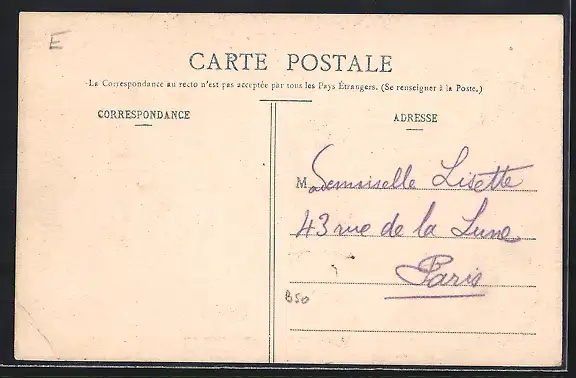 E
CARTE POSTALE
La Correspondance au recto n'est pas acceptée par tous les Pays Étrangers. (Se renseigner à la Poste.)
CORRESPONDANCE
ADRESSE
Mademoiselle Lisette
43 rue de la Lune
Paris
B50